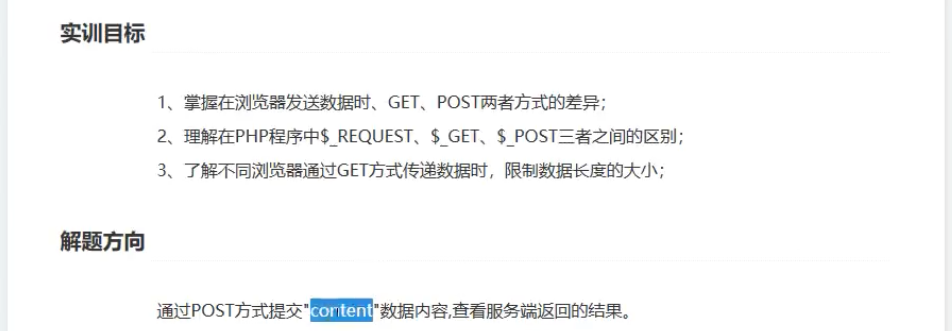 实训目标
1、掌握在浏览器发送数据时、GET、POST两者方式的差异；
2、理解在PHP程序中$_REQUEST、$_GET、$_POST三者之间的区别；
3、了解不同浏览器通过GET方式传递数据时，限制数据长度的大小；
解题方向
通过POST方式提交"content"数据内容,查看服务端返回的结果。